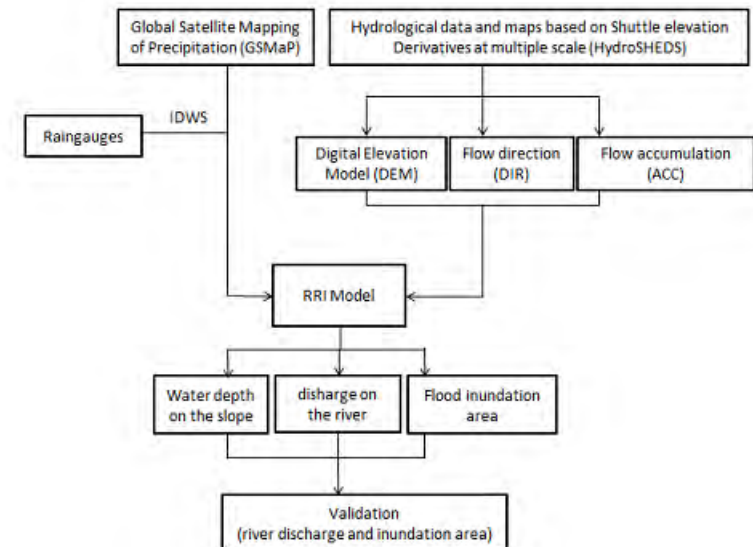 Global Satellite Mapping
of Precipitation (GSMaP)
Hydrological data and maps based on Shuttle elevation
Derivatives at multiple scale (HydroSHEDS)
IDWS
Raingauges
Digital Elevation
Model (DEM)
Flow direction
(DIR)
Flow accumulation
(ACC)
RRI Model
Water depth
on the slope
disharge on
the river
Flood inundation
area
Validation
(river discharge and inundation area)